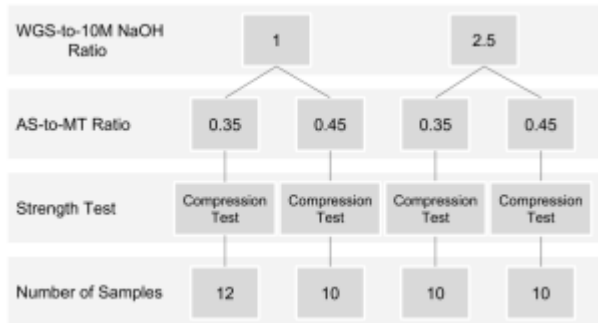 WGS-to-10M NaOH
Ratio
1
2.5
AS-to-MT Ratio
0.35
0.45
0.35
0.45
Strength Test
Compression
Test
Compression
Test
Compression
Test
Compression
Test
Number of Samples
12
10
10
10